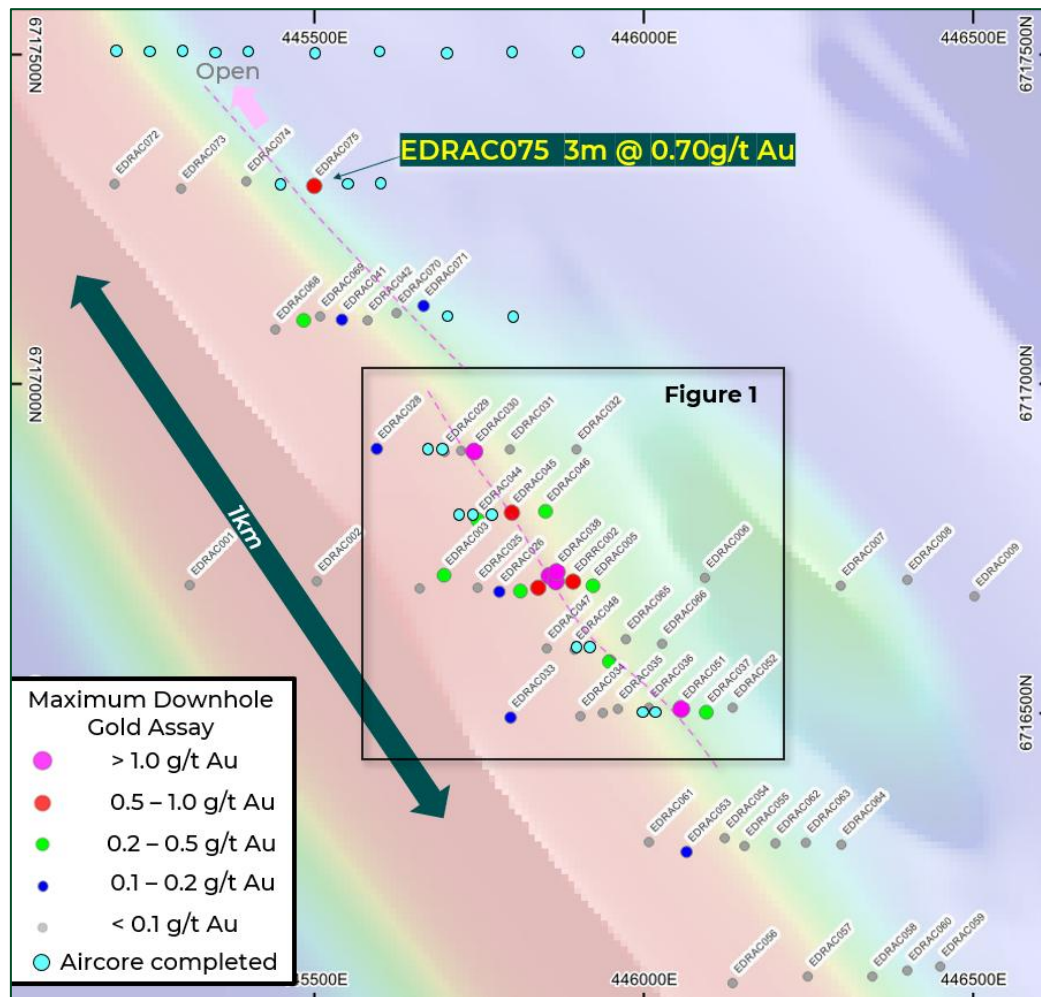 445500E
446000E
446500E
6717500N
6717500N
Open
EDRAC072
EDRAC073
EDRAC074
EDRAC075
EDRAC075 3m @ 0.70g/t Au
EDRAC068
EDRAC069
EDRAC041
EDRAC042
EDRAC070
EDRAC071
6717000N
6717000N
Figure 1
EDRAC028
EDRAC029
EDRAC030
EDRAC031
EDRAC032
EDRAC044
EDRAC045
EDRAC046
1km
EDRAC001
EDRAC002
EDRAC003
EDRAC025
EDRAC026
EDRAC038
EDRRC002
EDRAC005
EDRAC006
EDRAC007
EDRAC008
EDRAC009
EDRAC047
EDRAC048
EDRAC065
EDRAC066
EDRAC033
EDRAC034
EDRAC035
EDRAC036
EDRAC051
EDRAC037
EDRAC052
6716500N
Maximum Downhole
Gold Assay
> 1.0 g/t Au
0.5 – 1.0 g/t Au
0.2 – 0.5 g/t Au
0.1 – 0.2 g/t Au
< 0.1 g/t Au
Aircore completed
EDRAC061
EDRAC053
EDRAC054
EDRAC055
EDRAC062
EDRAC063
EDRAC064
EDRAC056
EDRAC057
EDRAC058
EDRAC060
EDRAC059
45500E
446000E
446500E